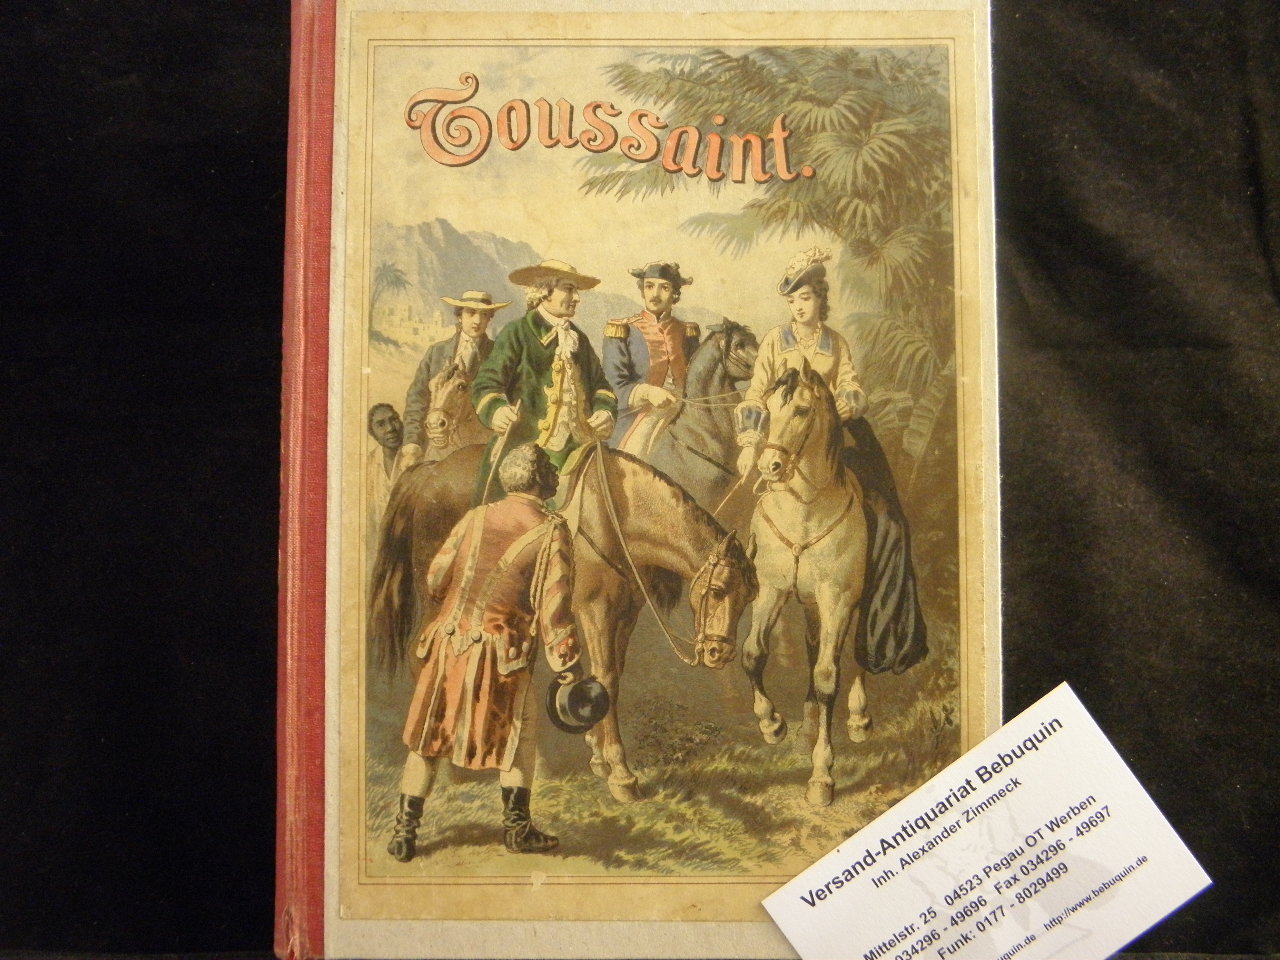 Toussaint.
Versand-Antiquariat Bebuquin
Inh. Alexander Zimmeck
Mittelstr. 25 04523 Pegau OT Werben
034296 - 49696 Fax 034296 - 49697
Funk: 0177 - 8029499
http://www.bebuquin.de